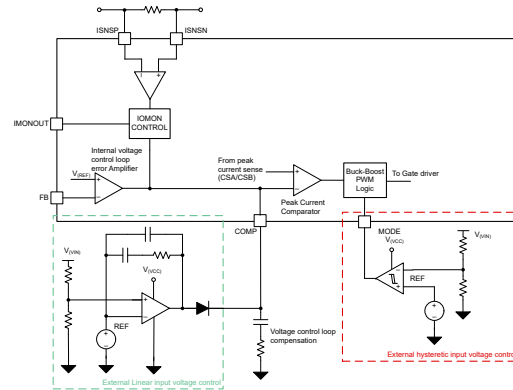 ISNSP
ISNSN
IOMON
CONTROL
IMONOUT
Internal voltage
control loop
error Amplifier
V(REF)
FB
From peak
current sense
(CSA/CSB)
Peak Current
Comparator
Buck-Boost
PWM
Logic
To Gate driver
COMP
MODE
V(VIN)
V(VCC)
REF
External Linear input voltage control
Voltage control loop
compensation
V(VCC)
REF
V(VIN)
External hysteretic input voltage control